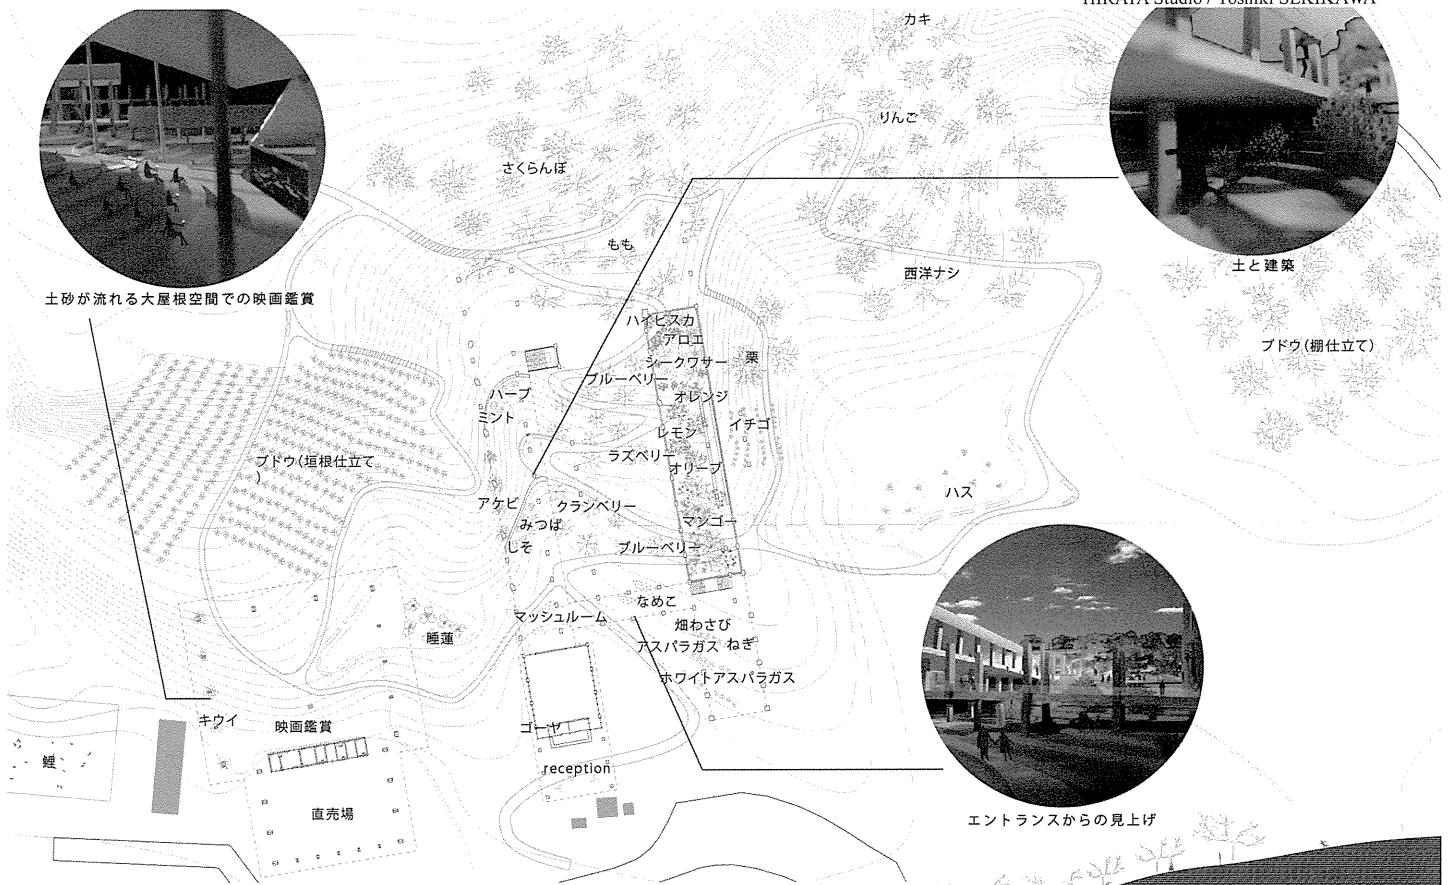 HIRATA Studio / Yoshiki SEKIKAWA
カキ
りんご
さくらんぼ
もも
西洋ナシ
土と建築
土砂が流れる大屋根空間での映画鑑賞
ハイビスカ
アロエ
シークワサー
栗
ブドウ(棚仕立て)
ブルーベリー
ハーブ
オレンジ
ミント
イチゴ
レモン
ラズベリー
オリーブ
ブドウ(垣根仕立て
)
ハス
アケビ
クランベリー
みつば
マンゴー
しそ
ブルーベリー
なめこ
マッシュルーム
畑わさび
睡蓮
アスパラガス
ねぎ
ホワイトアスパラガス
キウイ
映画鑑賞
ゴーヤ
鯉
reception
直売場
エントランスからの見上げ